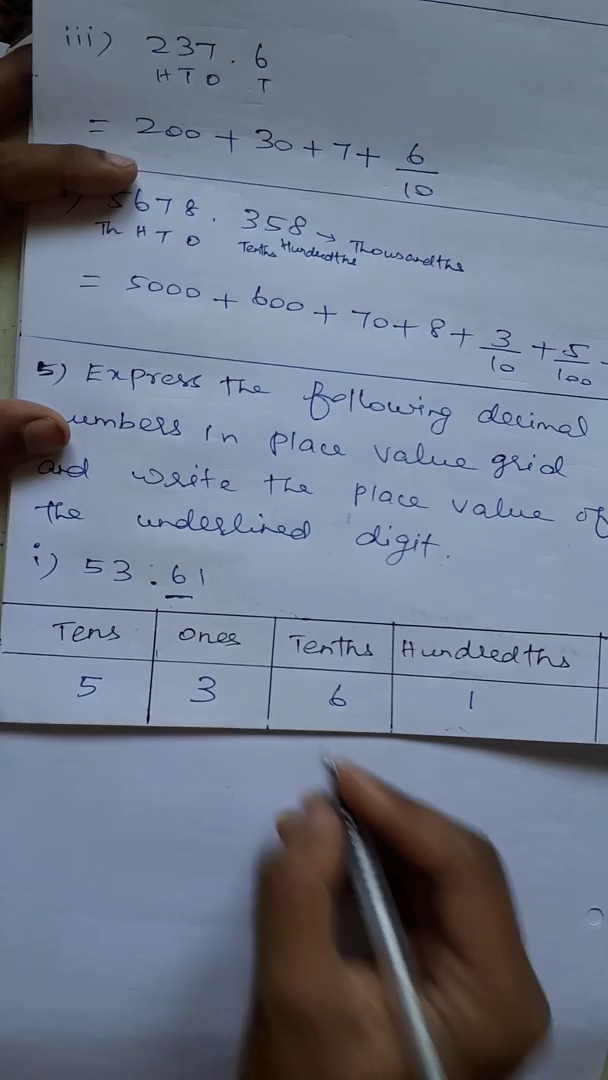 iii) 237.6
H T O T
= 200 + 30 + 7 + 6/10
5678.358 → Thousandths
Th H T O Tenths Hundredths
= 5000 + 600 + 70 + 8 + 3/10 + 5/100
5) Express the following decimal
umbers in place value grid
and write the place value of
the underlined digit.
i) 53.61
Tens Ones Tenths Hundredths
5 3 6 1